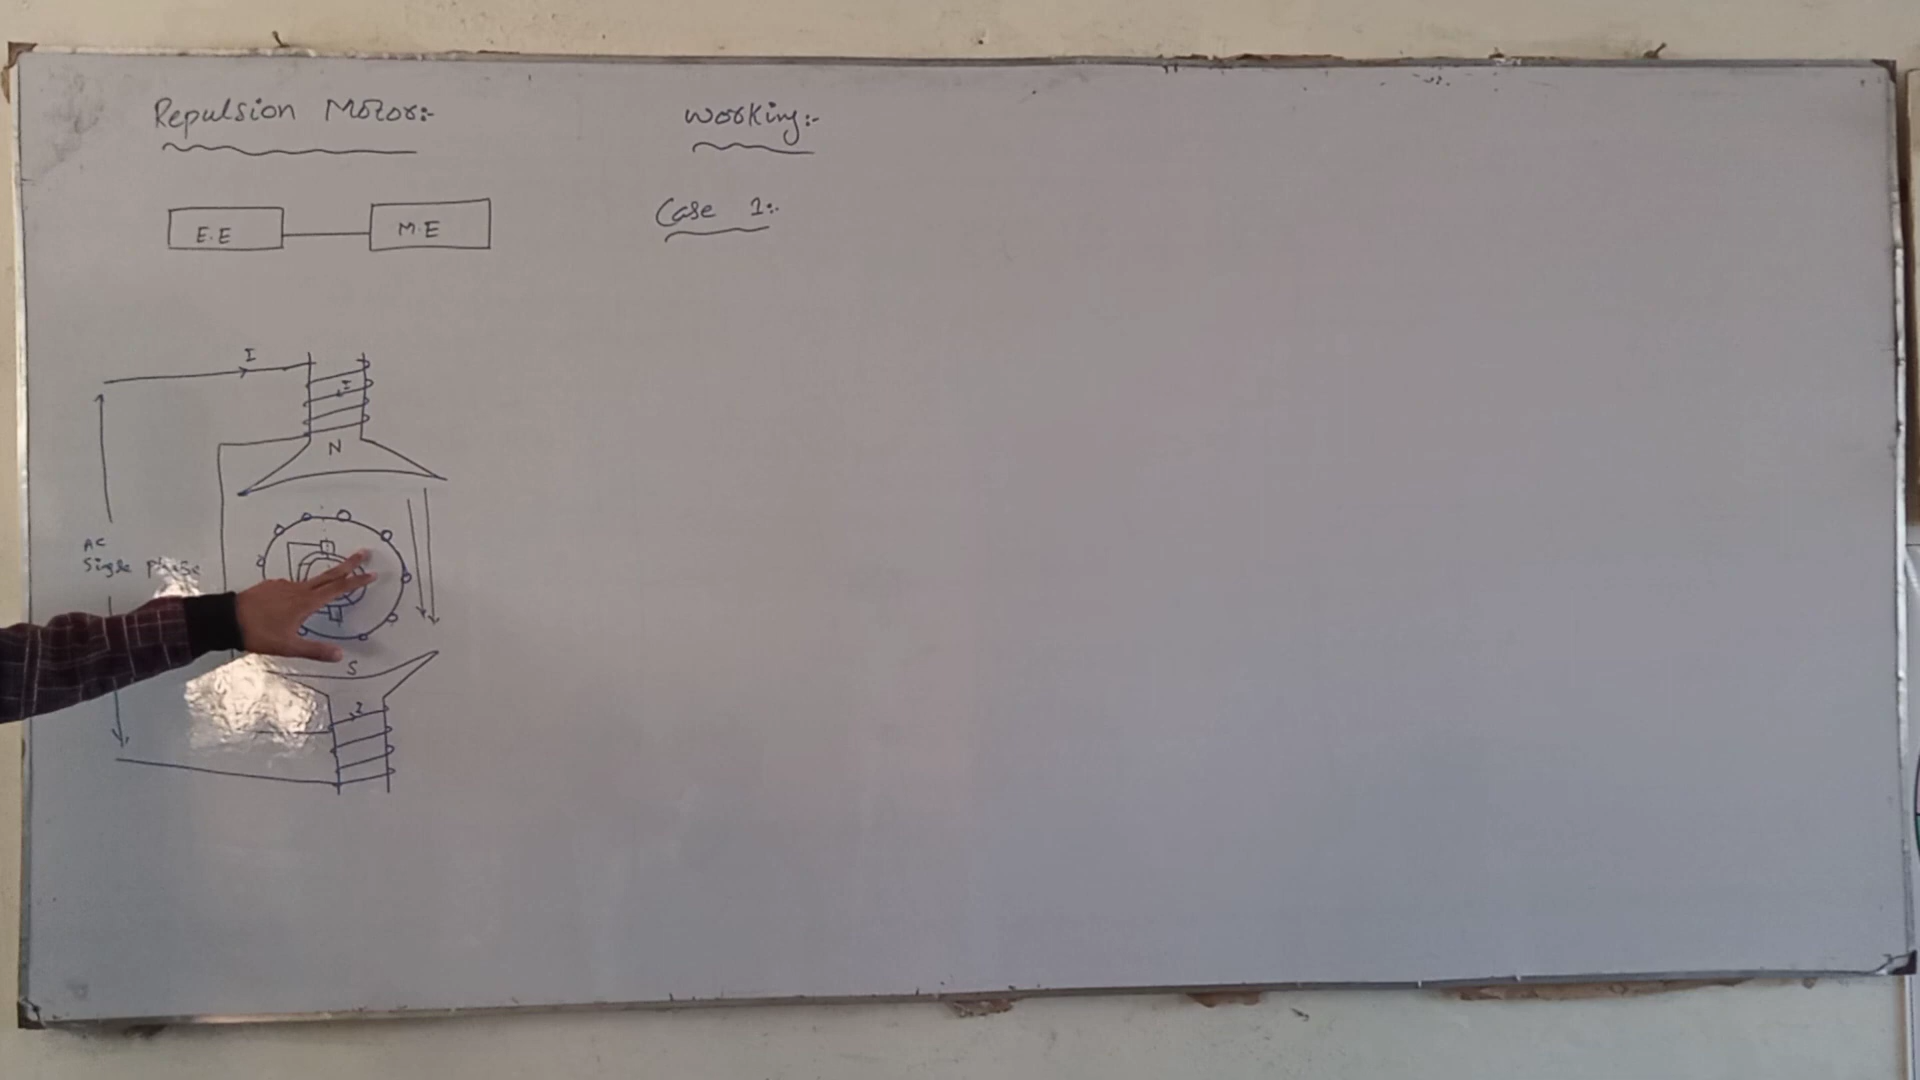 Repulsion Motor:-
E.E
M.E
I
I
N
AC
Single phase
S
Working:-
Case 1:-